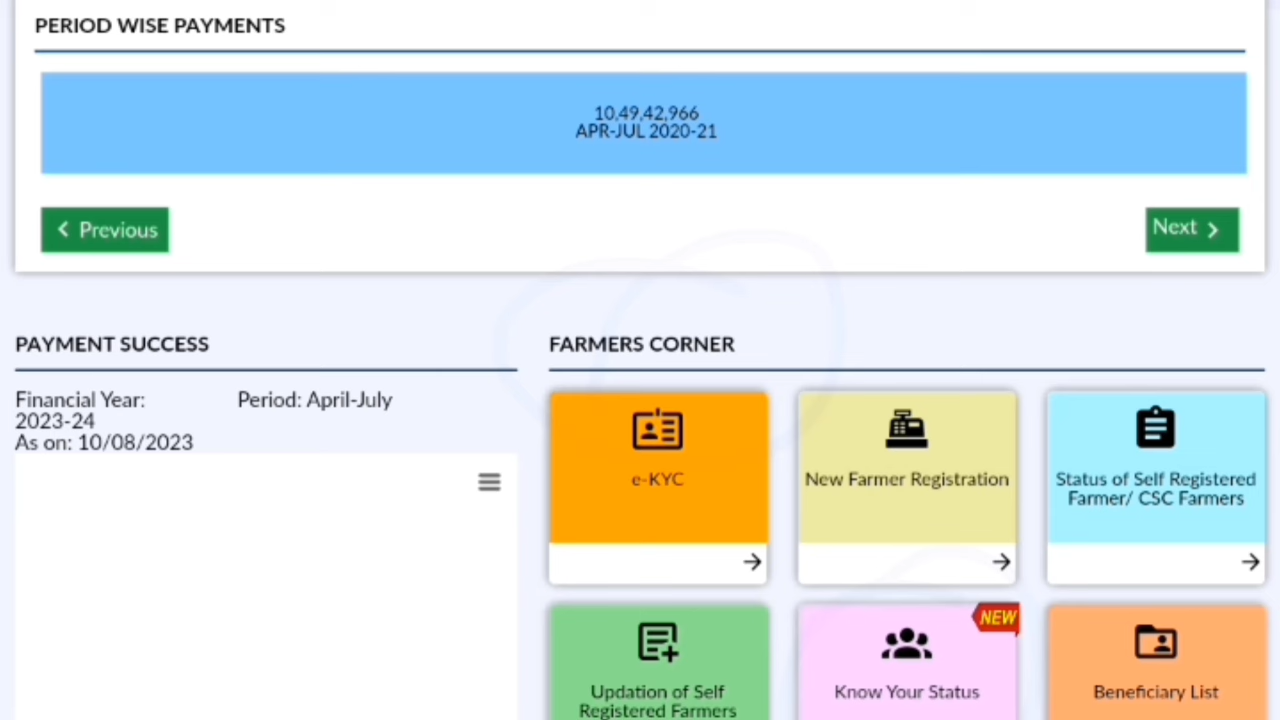 PERIOD WISE PAYMENTS
10,49,42,966
APR-JUL 2020-21
Previous
Next
PAYMENT SUCCESS
Financial Year:
2023-24
Period: April-July
As on: 10/08/2023
FARMERS CORNER
e-KYC
New Farmer Registration
Status of Self Registered
Farmer/ CSC Farmers
NEW
Updation of Self
Registered Farmers
Know Your Status
Beneficiary List